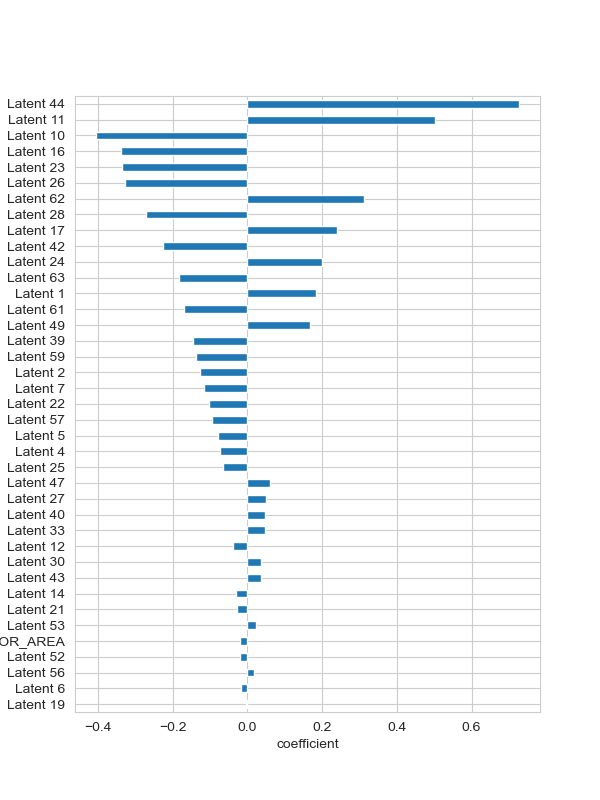 Latent 44
Latent 11
Latent 10
Latent 16
Latent 23
Latent 26
Latent 62
Latent 28
Latent 17
Latent 42
Latent 24
Latent 63
Latent 1
Latent 61
Latent 49
Latent 39
Latent 59
Latent 2
Latent 7
Latent 22
Latent 57
Latent 5
Latent 4
Latent 25
Latent 47
Latent 27
Latent 40
Latent 33
Latent 12
Latent 30
Latent 43
Latent 14
Latent 21
Latent 53
OR_AREA
Latent 52
Latent 56
Latent 6
Latent 19
−0.4 −0.2 0.0 0.2 0.4 0.6
coefficient